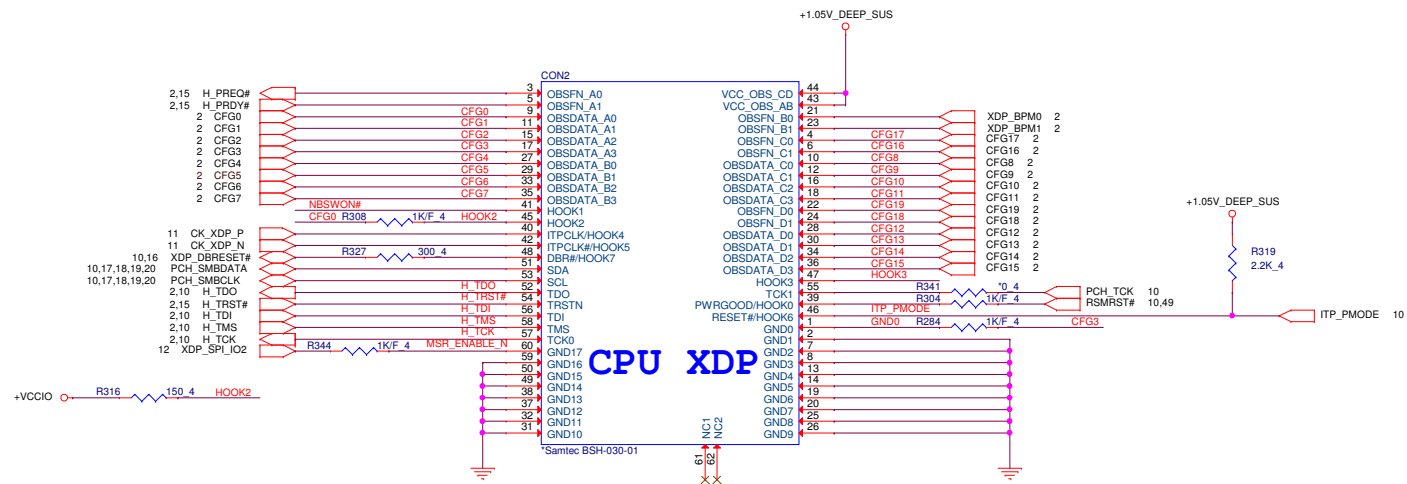 +1.05V_DEEP_SUS
CON2
2,15 H_PREQ# 3 OBSFN_A0 VCC_OBS_CD 44
2,15 H_PRDY# 5 OBSFN_A1 VCC_OBS_AB 43
2 CFG0 CFG0 9 OBSDATA_A0 OBSFN_B0 21 XDP_BPM0 2
2 CFG1 CFG1 11 OBSDATA_A1 OBSFN_B1 23 XDP_BPM1 2
2 CFG2 CFG2 15 OBSDATA_A2 OBSFN_C0 4 CFG17 CFG17 2
2 CFG3 CFG3 17 OBSDATA_A3 OBSFN_C1 6 CFG16 CFG16 2
2 CFG4 CFG4 27 OBSDATA_B0 OBSDATA_C0 10 CFG8 CFG8 2
2 CFG5 CFG5 29 OBSDATA_B1 OBSDATA_C1 12 CFG9 CFG9 2
2 CFG6 CFG6 33 OBSDATA_B2 OBSDATA_C2 16 CFG10 CFG10 2
2 CFG7 CFG7 35 OBSDATA_B3 OBSDATA_C3 18 CFG11 CFG11 2
NBSWON# 41 HOOK1 OBSFN_D0 22 CFG19 CFG19 2
CFG0 R308 1K/F_4 HOOK2 45 HOOK2 OBSFN_D1 24 CFG18 CFG18 2
11 CK_XDP_P 40 ITPCLK/HOOK4 OBSDATA_D0 28 CFG12 CFG12 2
11 CK_XDP_N 42 ITPCLK#/HOOK5 OBSDATA_D1 30 CFG13 CFG13 2
10,16 XDP_DBRESET# R327 300_4 48 DBR#/HOOK7 OBSDATA_D2 34 CFG14 CFG14 2
10,17,18,19,20 PCH_SMBDATA 51 SDA OBSDATA_D3 36 CFG15 CFG15 2
10,17,18,19,20 PCH_SMBCLK 53 SCL HOOK3 47 HOOK3
2,10 H_TDO H_TDO 52 TDO TCK1 55 R341 *0_4 PCH_TCK 10
2,15 H_TRST# H_TRST# 54 TRSTN PWRGOOD/HOOK0 39 R304 1K/F_4 RSMRST# 10,49
2,10 H_TDI H_TDI 56 TDI RESET#/HOOK6 46 ITP_PMODE
2,10 H_TMS H_TMS 58 TMS GND0 1 GND0 R284 1K/F_4 CFG3
2,10 H_TCK H_TCK 57 TCK0 GND1 2
12 XDP_SPI_IO2 R344 1K/F_4 MSR_ENABLE_N 60 GND17 GND2 7
59 GND16 GND3 8
50 GND15 GND4 13
49 GND14 GND5 14
38 GND13 GND6 19
37 GND12 GND7 20
32 GND11 GND8 25
31 GND10 GND9 26
CPU XDP
+1.05V_DEEP_SUS
R319
2.2K_4
ITP_PMODE 10
+VCCIO R316 150_4 HOOK2
NC1 NC2
61 62
*Samtec BSH-030-01